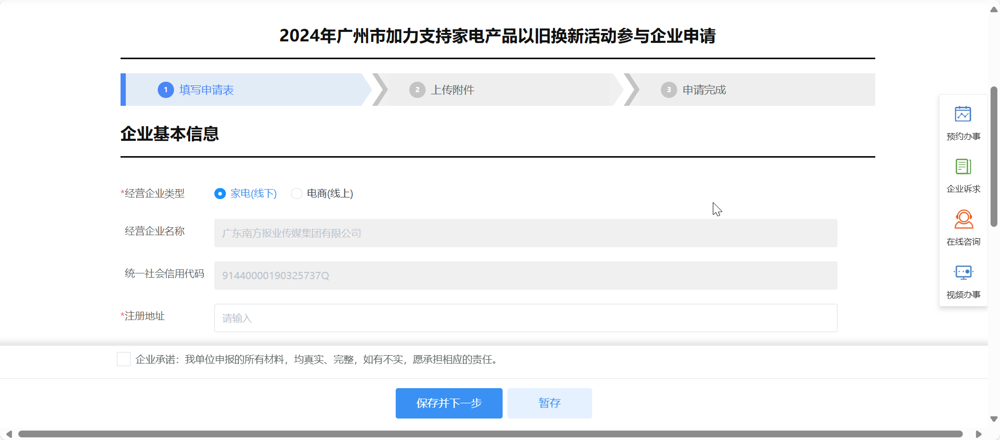 2024年广州市加力支持家电产品以旧换新活动参与企业申请
1 填写申请表
2 上传附件
3 申请完成
企业基本信息
*经营企业类型 家电(线下) 电商(线上)
经营企业名称 广东南方报业传媒集团有限公司
统一社会信用代码 91440000190325737Q
*注册地址 请输入
企业承诺：我单位申报的所有材料，均真实、完整，如有不实，愿承担相应的责任。
保存并下一步 暂存
预约办事
企业诉求
在线咨询
视频办事